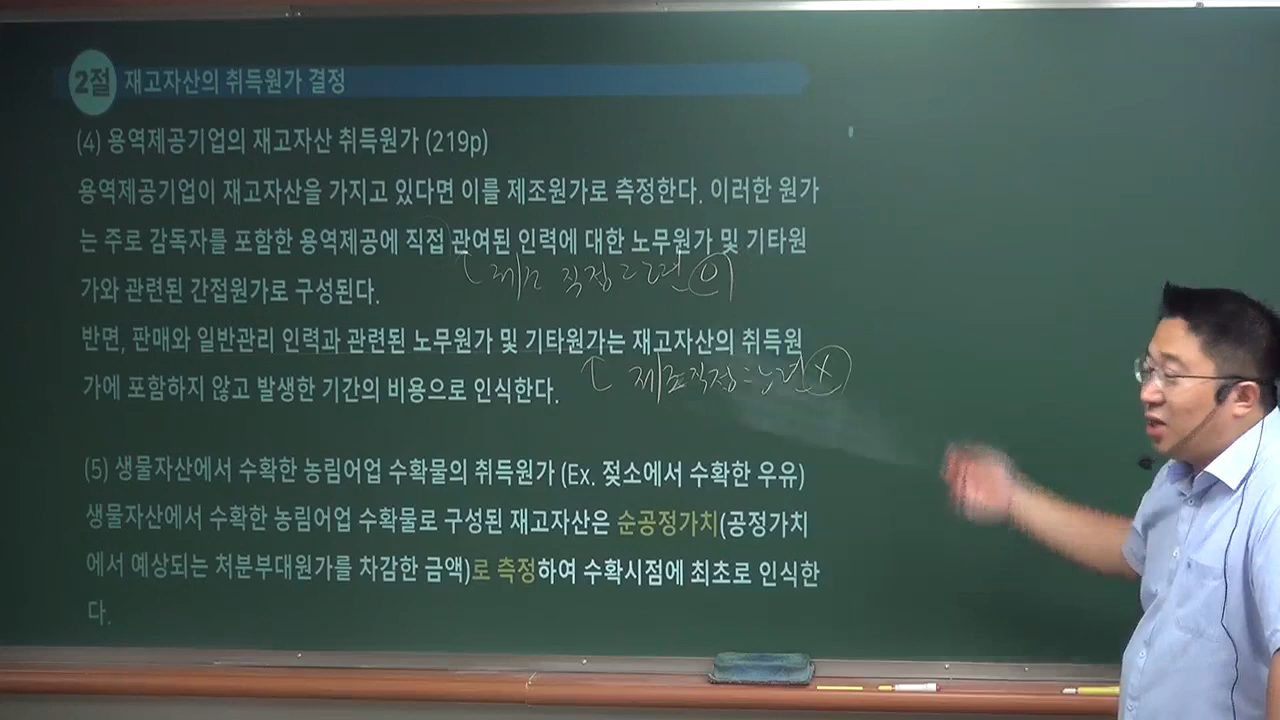 2절 재고자산의 취득원가 결정
(4) 용역제공기업의 재고자산 취득원가 (219p)
용역제공기업이 재고자산을 가지고 있다면 이를 제조원가로 측정한다. 이러한 원가
는 주로 감독자를 포함한 용역제공에 직접 관여된 인력에 대한 노무원가 및 기타원
가와 관련된 간접원가로 구성된다.
반면, 판매와 일반관리 인력과 관련된 노무원가 및 기타원가는 재고자산의 취득원
가에 포함하지 않고 발생한 기간의 비용으로 인식한다.
(5) 생물자산에서 수확한 농림어업 수확물의 취득원가 (Ex. 젖소에서 수확한 우유)
생물자산에서 수확한 농림어업 수확물로 구성된 재고자산은 순공정가치(공정가치
에서 예상되는 처분부대원가를 차감한 금액)로 측정하여 수확시점에 최초로 인식한
다.